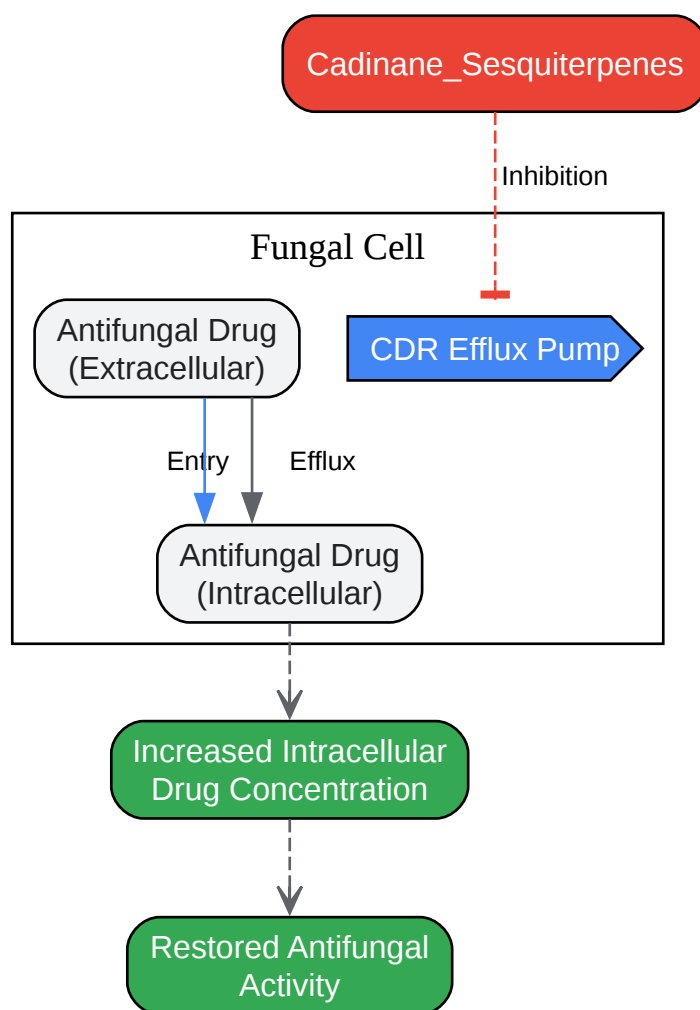 Cadinane_Sesquiterpenes
Inhibition
Fungal Cell
Antifungal Drug
(Extracellular)
CDR Efflux Pump
Entry
Efflux
Antifungal Drug
(Intracellular)
Increased Intracellular
Drug Concentration
Restored Antifungal
Activity